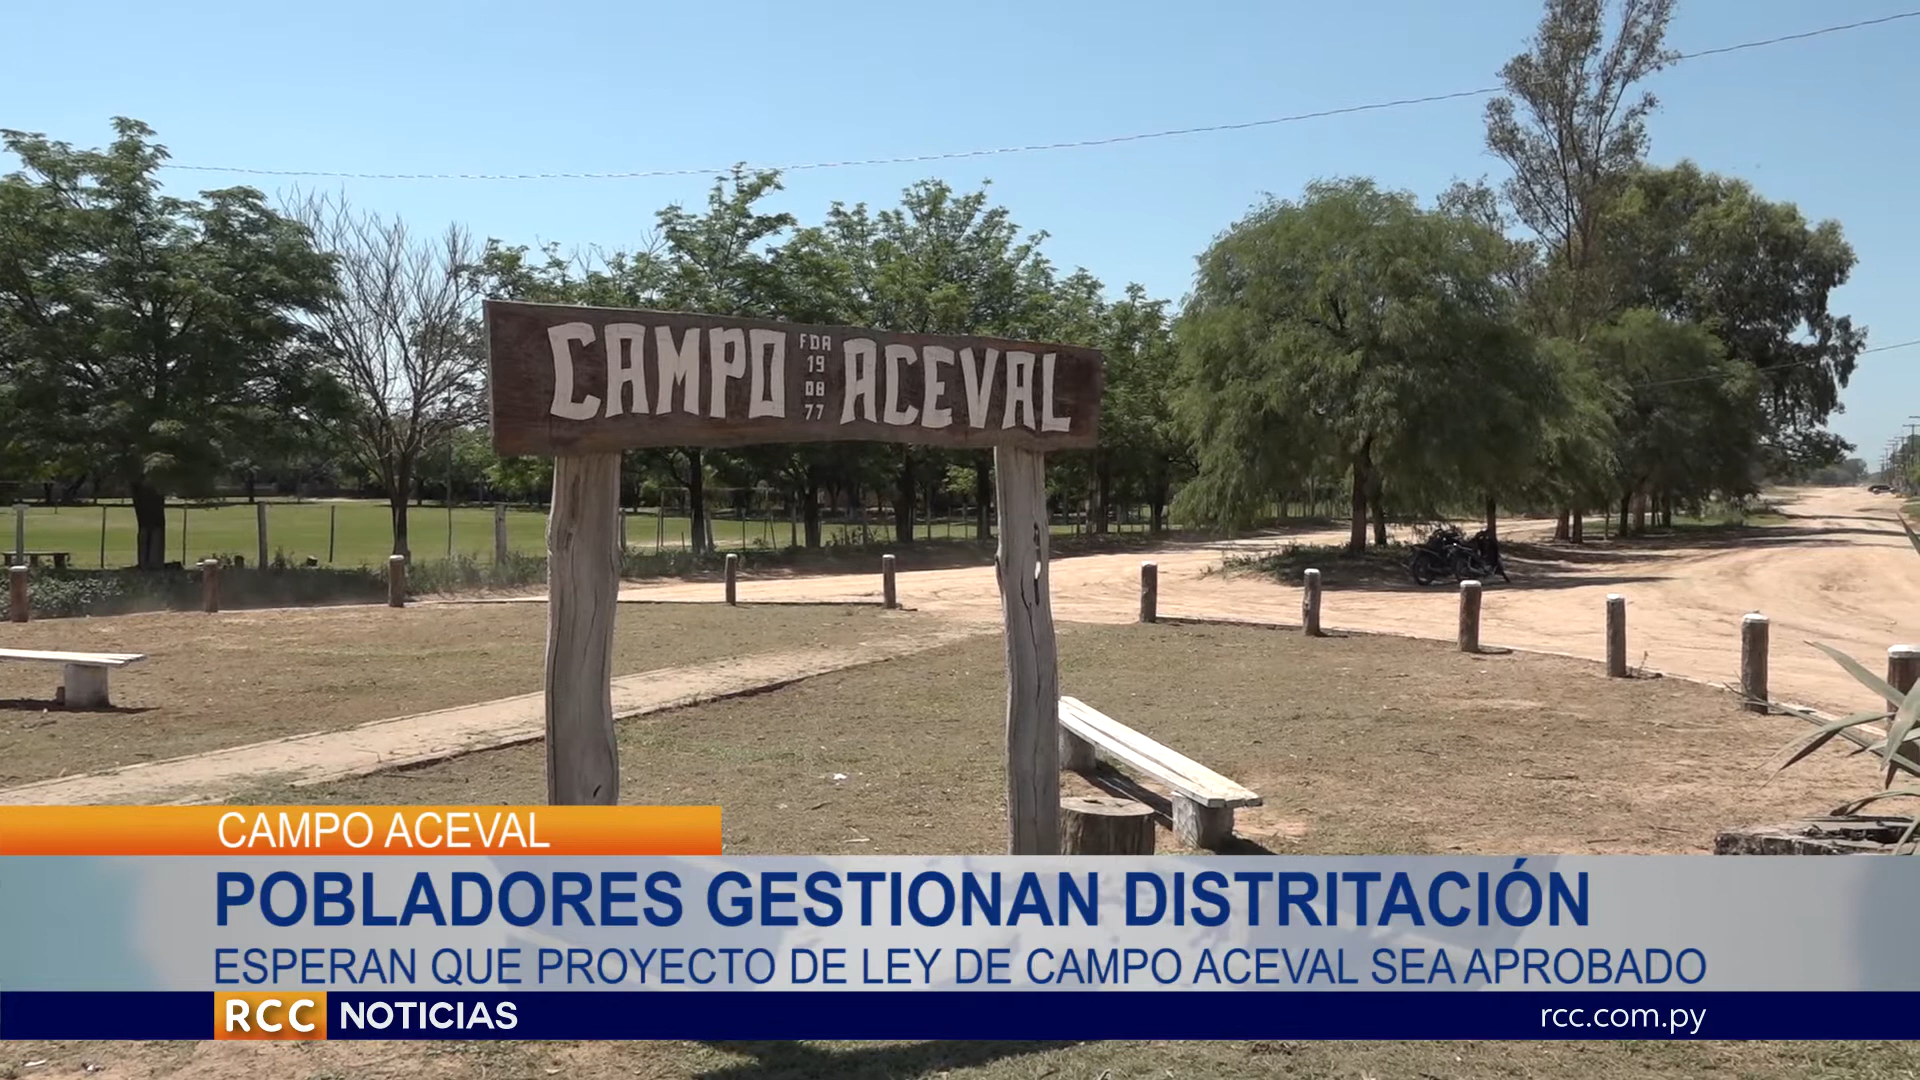 CAMPO FDA ACEVAL
19
08
77
CAMPO ACEVAL
POBLADORES GESTIONAN DISTRITACIÓN
ESPERAN QUE PROYECTO DE LEY DE CAMPO ACEVAL SEA APROBADO
RCC NOTICIAS
rcc.com.py